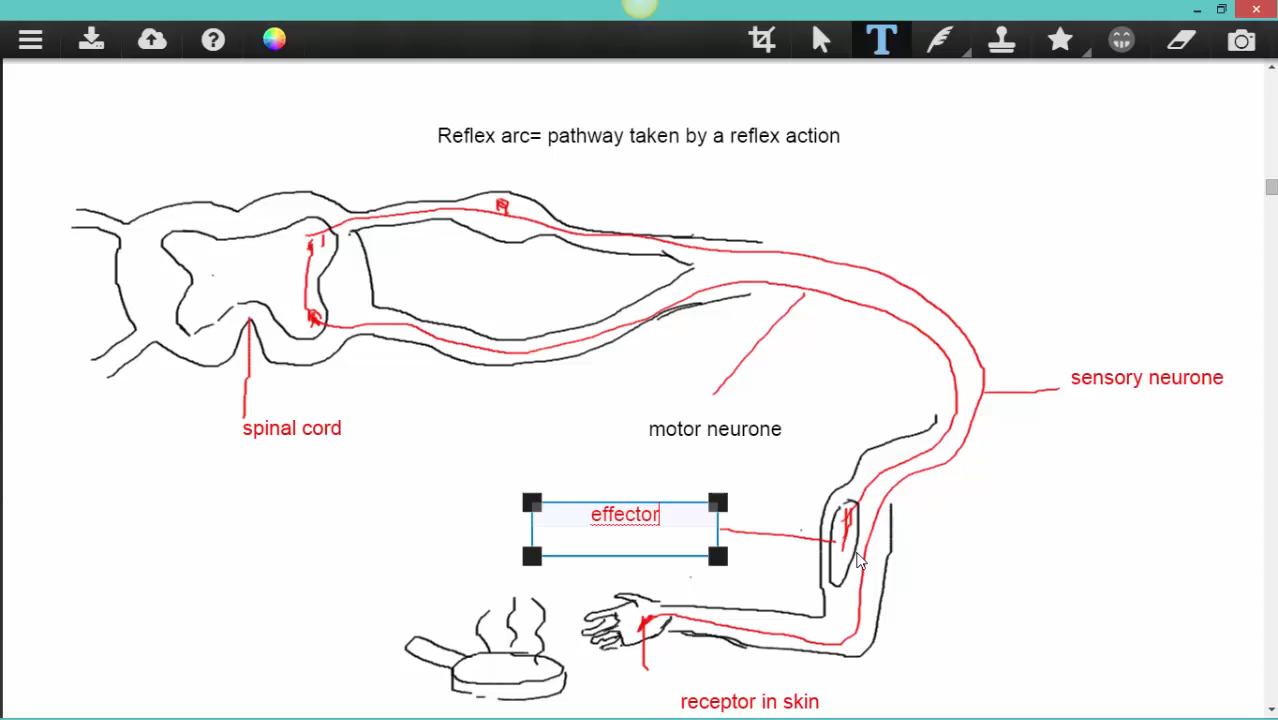 Reflex arc= pathway taken by a reflex action
sensory neurone
spinal cord
motor neurone
effector
receptor in skin